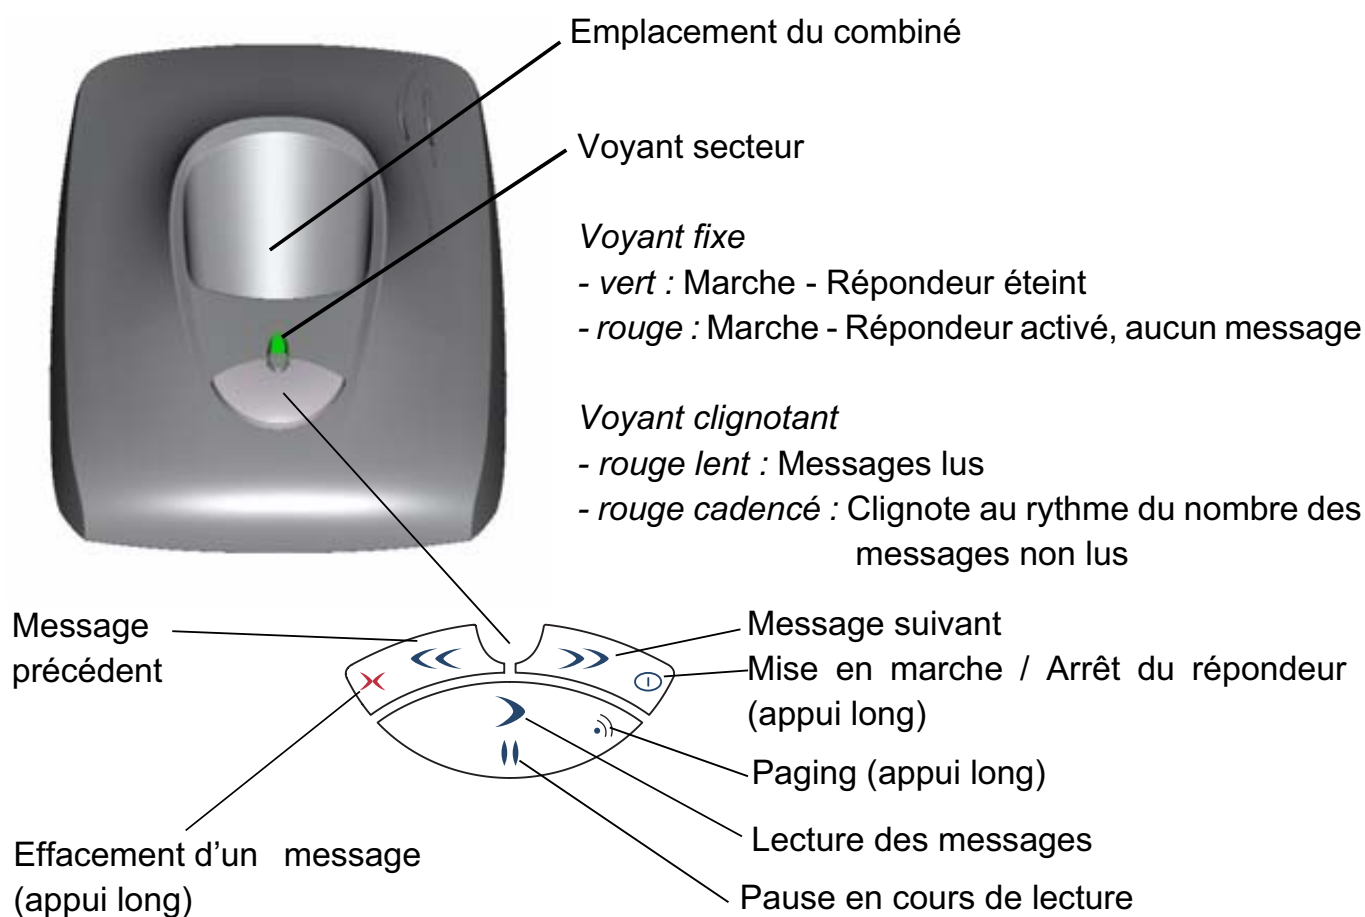 Emplacement du combiné
Voyant secteur
Voyant fixe
- vert : Marche - Répondeur éteint
- rouge : Marche - Répondeur activé, aucun message
Voyant clignotant
- rouge lent : Messages lus
- rouge cadencé : Clignote au rythme du nombre des
messages non lus
Message
précédent
Message suivant
Mise en marche / Arrêt du répondeur
(appui long)
Paging (appui long)
Lecture des messages
Effacement d’un message
(appui long)
Pause en cours de lecture